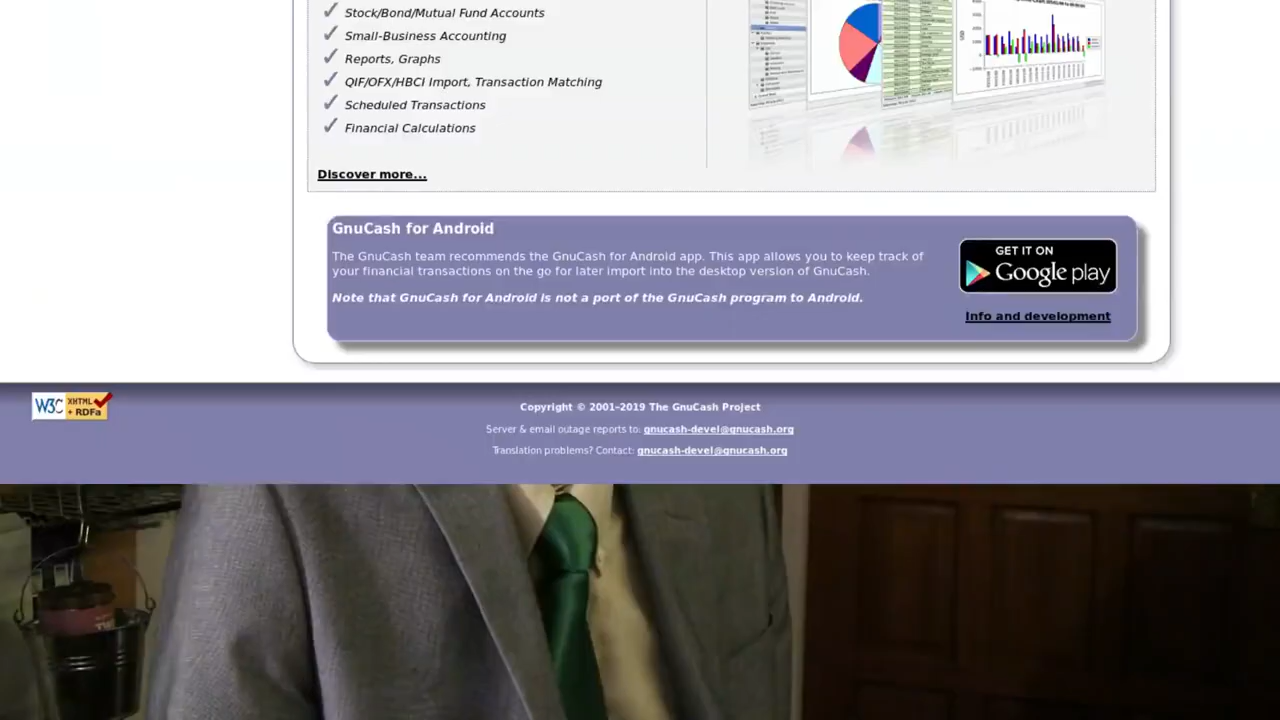 Stock/Bond/Mutual Fund Accounts
Small-Business Accounting
Reports, Graphs
QIF/OFX/HBCI Import, Transaction Matching
Scheduled Transactions
Financial Calculations
Discover more...
GnuCash for Android
The GnuCash team recommends the GnuCash for Android app. This app allows you to keep track of
your financial transactions on the go for later import into the desktop version of GnuCash.
Note that GnuCash for Android is not a part of the GnuCash program to Android.
GET IT ON
Google play
Info and development
W3C XHTML + RDFa
Copyright © 2001–2019 The GnuCash Project
Server & email outage reports to: gnucash-devel@gnucash.org
Translation problems? Contact: gnucash-devel@gnucash.org